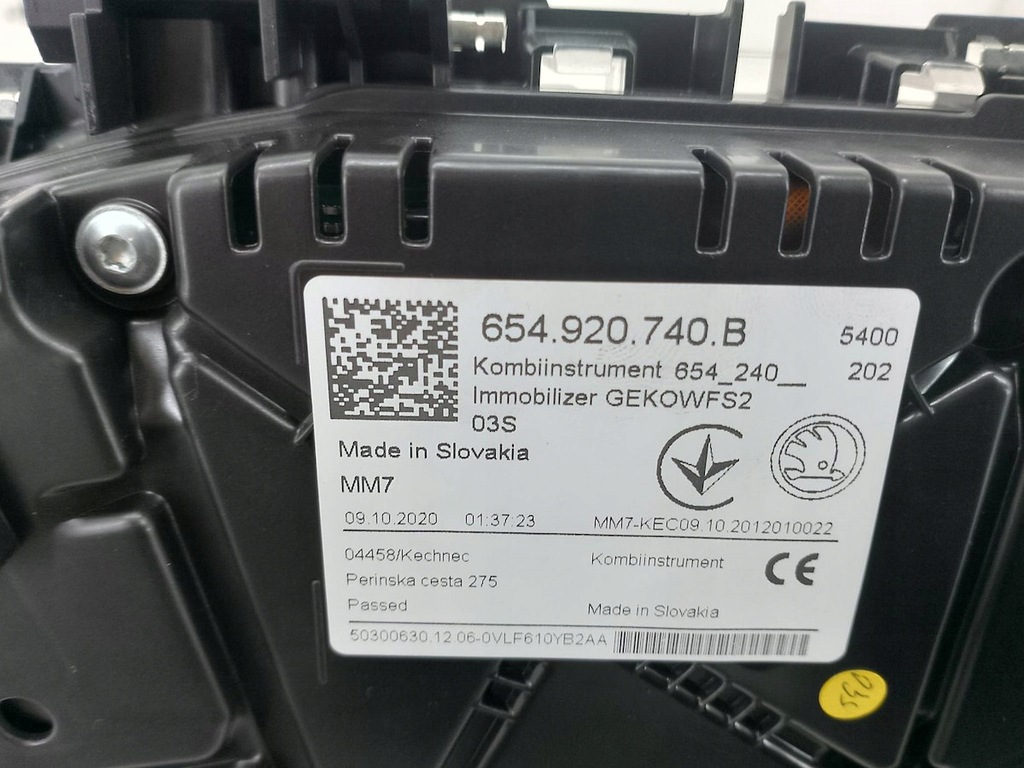 654.920.740.B
5400
Kombiinstrument 654_240__
202
Immobilizer GEKOWFS2
03S
Made in Slovakia
MM7
09.10.2020 01:37:23 MM7-KEC09.10.2012010022
04458/Kechnec Kombiinstrument CE
Perinska cesta 275
Passed Made in Slovakia
50300630.12.06-0VLF610YB2AA